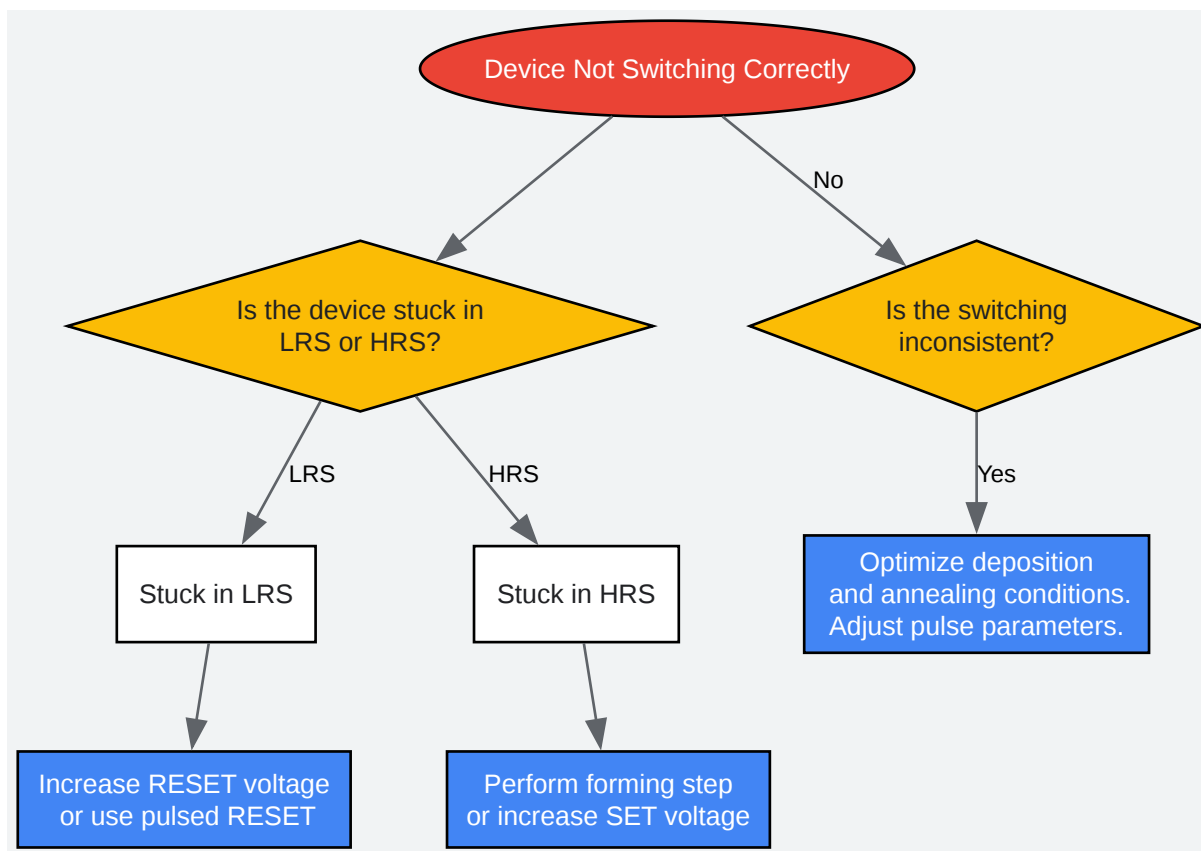 Device Not Switching Correctly
No
Is the device stuck in
LRS or HRS?
Is the switching
inconsistent?
LRS
HRS
Yes
Stuck in LRS
Stuck in HRS
Optimize deposition
and annealing conditions.
Adjust pulse parameters.
Increase RESET voltage
or use pulsed RESET
Perform forming step
or increase SET voltage